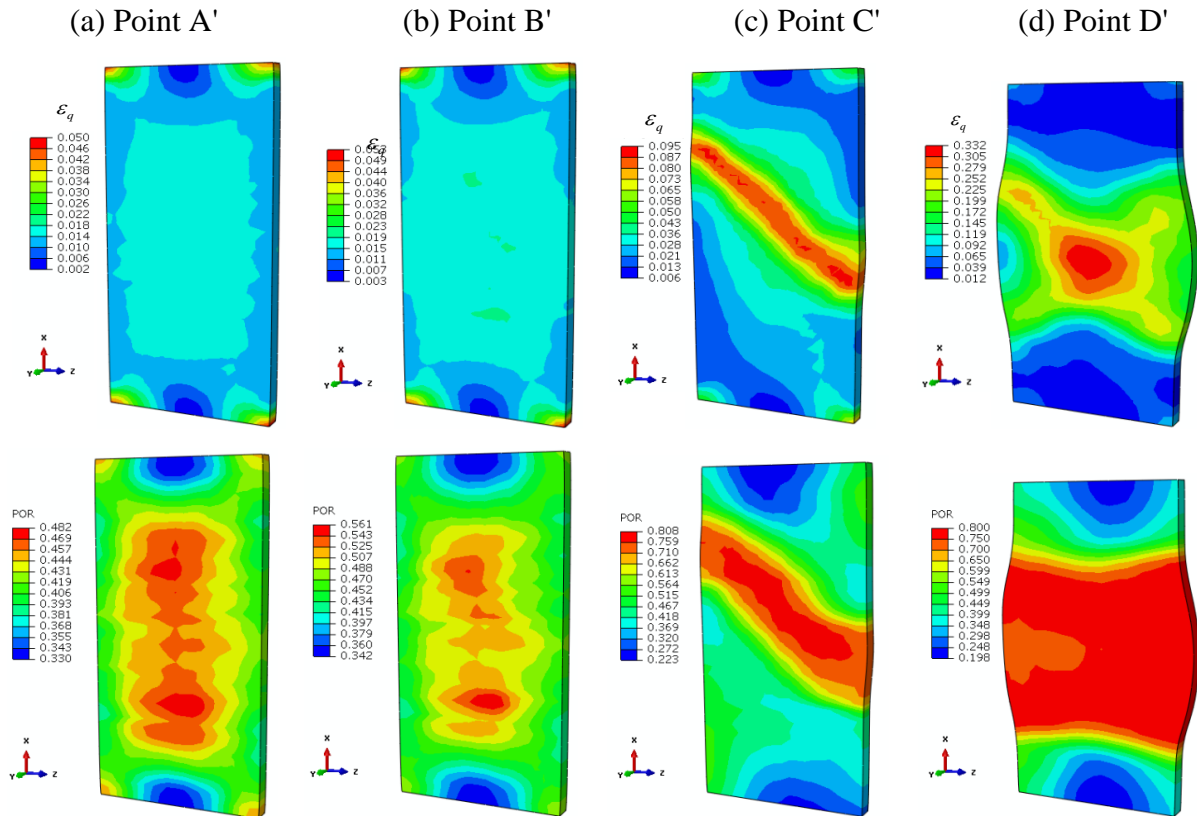 (a) Point A'
(b) Point B'
(c) Point C'
(d) Point D'
εq
0.050
0.046
0.042
0.038
0.034
0.030
0.026
0.022
0.018
0.014
0.010
0.006
0.002
X
Y
Z
εq
0.053
0.049
0.044
0.040
0.036
0.032
0.028
0.023
0.019
0.015
0.011
0.007
0.003
X
Y
Z
εq
0.095
0.087
0.080
0.073
0.065
0.058
0.050
0.043
0.036
0.028
0.021
0.013
0.006
X
Y
Z
εq
0.332
0.305
0.279
0.252
0.225
0.199
0.172
0.145
0.119
0.092
0.065
0.039
0.012
X
Y
Z
POR
0.482
0.469
0.457
0.444
0.431
0.419
0.406
0.393
0.381
0.368
0.355
0.343
0.330
X
Y
Z
POR
0.561
0.543
0.525
0.507
0.488
0.470
0.452
0.434
0.415
0.397
0.379
0.360
0.342
X
Y
Z
POR
0.808
0.759
0.710
0.662
0.613
0.564
0.515
0.467
0.418
0.369
0.320
0.272
0.223
X
Y
Z
POR
0.800
0.750
0.700
0.650
0.599
0.549
0.499
0.449
0.399
0.348
0.298
0.248
0.198
X
Y
Z